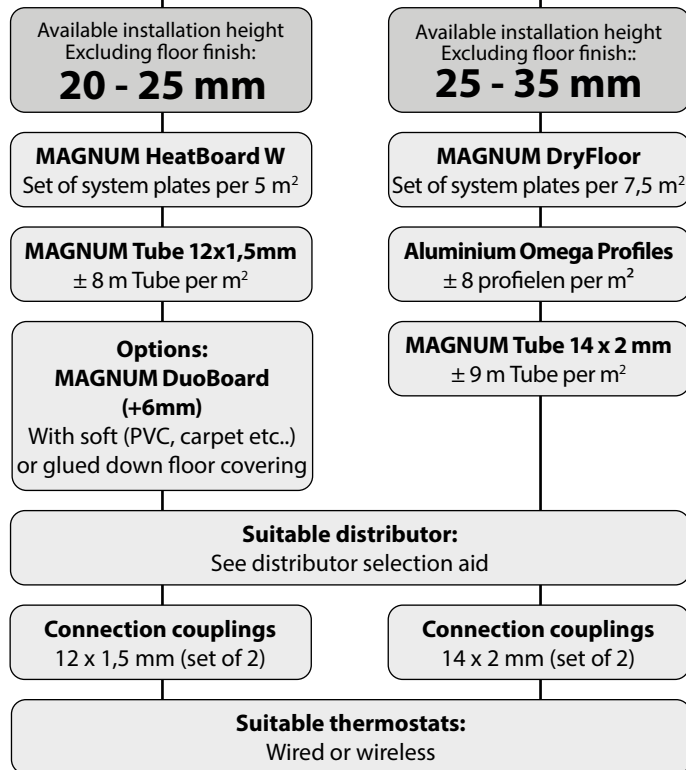 Available installation height
Excluding floor finish:
20 - 25 mm
Available installation height
Excluding floor finish::
25 - 35 mm
MAGNUM HeatBoard W
Set of system plates per 5 m²
MAGNUM DryFloor
Set of system plates per 7,5 m²
MAGNUM Tube 12x1,5mm
± 8 m Tube per m²
Aluminium Omega Profiles
± 8 profielen per m²
Options:
MAGNUM DuoBoard
(+6mm)
With soft (PVC, carpet etc..)
or glued down floor covering
MAGNUM Tube 14 x 2 mm
± 9 m Tube per m²
Suitable distributor:
See distributor selection aid
Connection couplings
12 x 1,5 mm (set of 2)
Connection couplings
14 x 2 mm (set of 2)
Suitable thermostats:
Wired or wireless